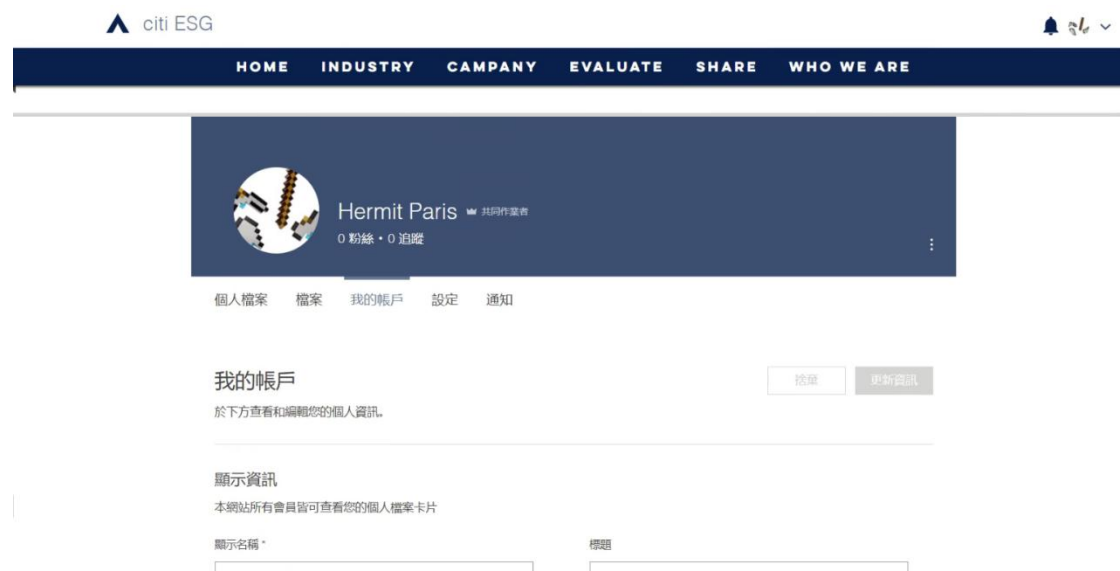 citi ESG
HOME INDUSTRY CAMPANY EVALUATE SHARE WHO WE ARE
Hermit Paris 共同作業者
0 粉絲・0 追蹤
個人檔案 檔案 我的帳戶 設定 通知
我的帳戶 捨棄 更新資訊
於下方查看和編輯您的個人資訊。
顯示資訊
本網站所有會員皆可查看您的個人檔案卡片
顯示名稱 * 標題